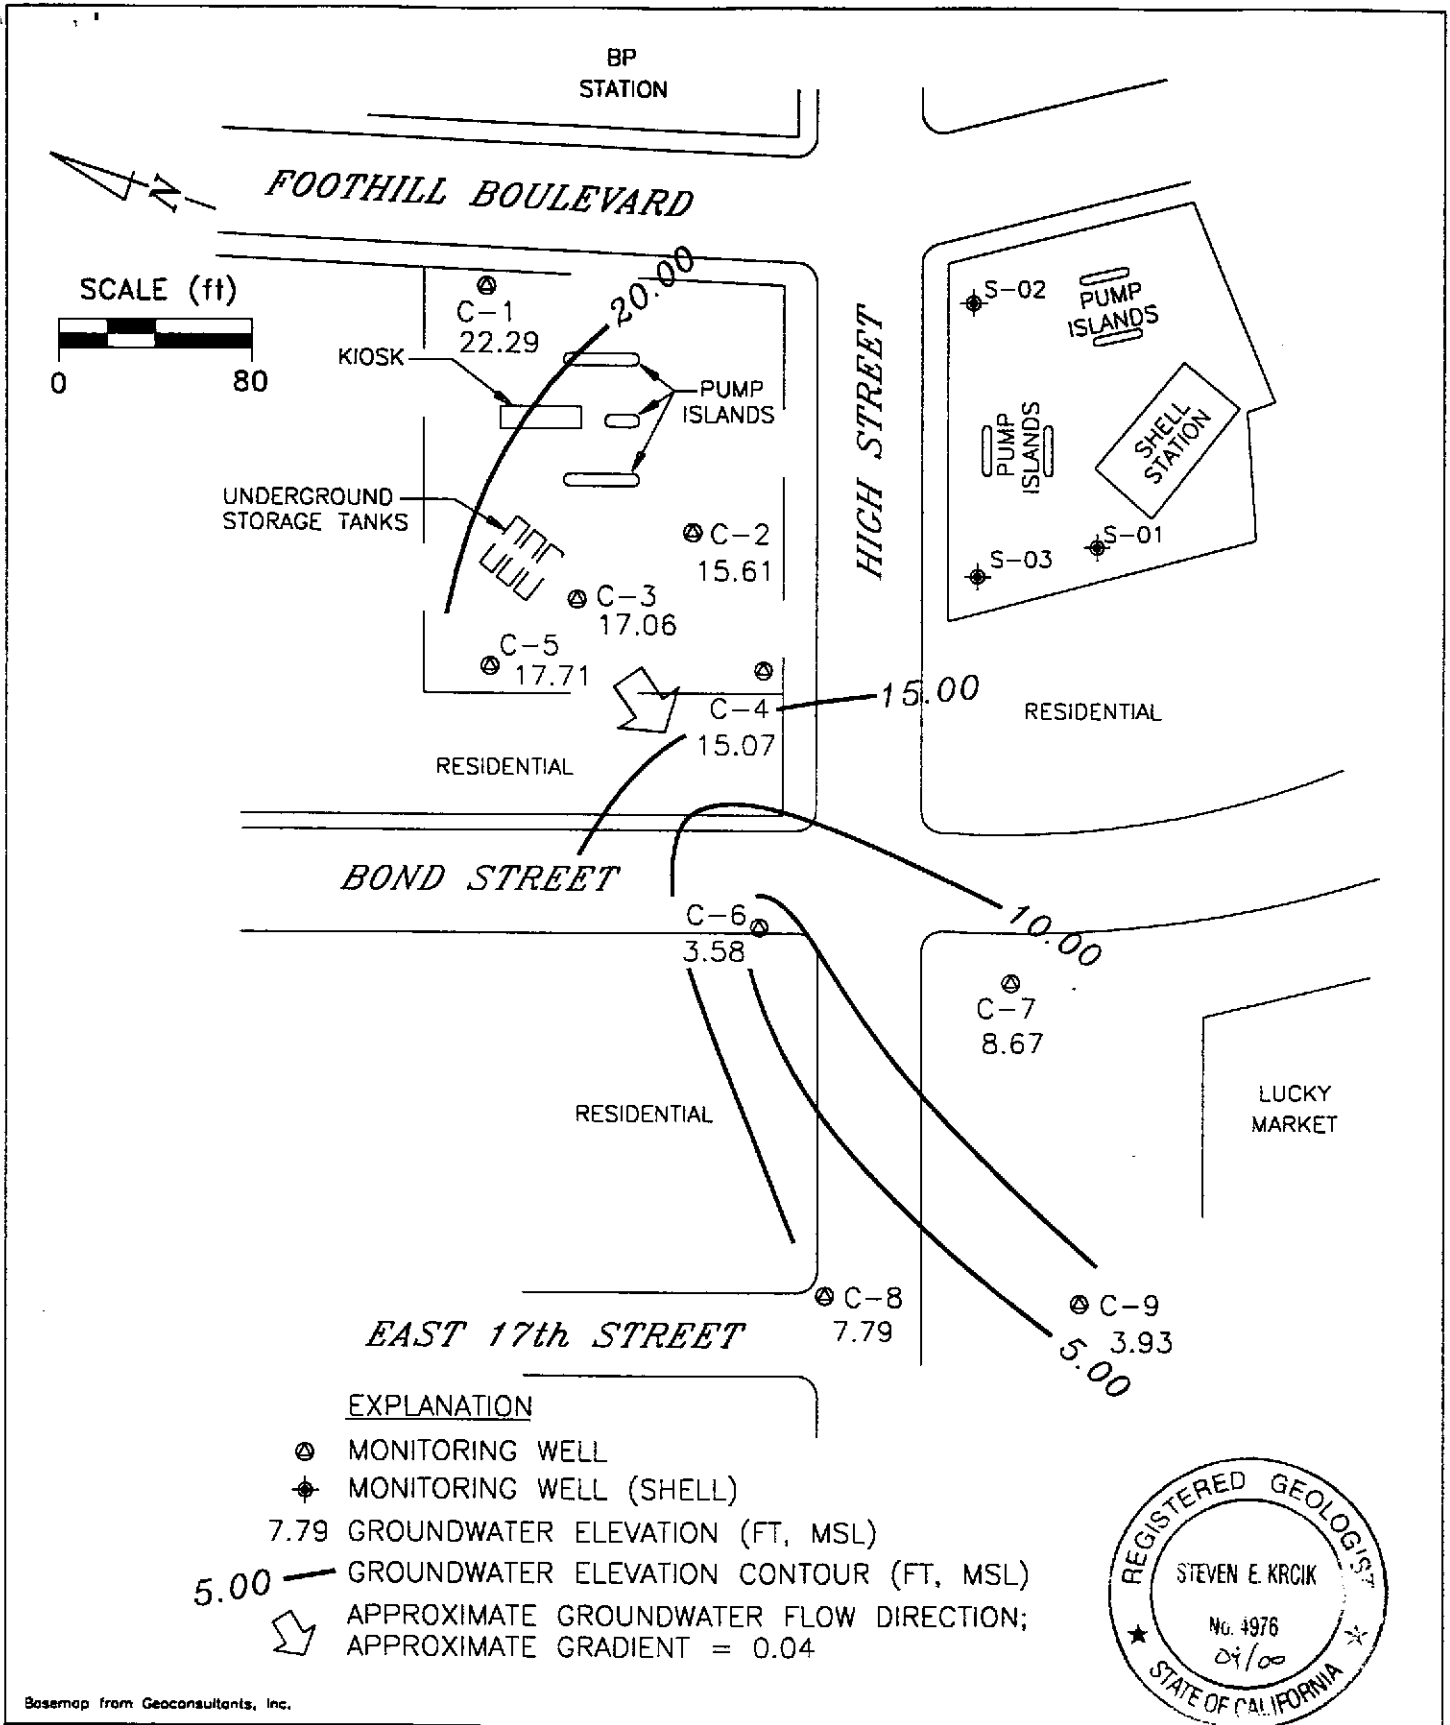 BP
STATION
N
FOOTHILL BOULEVARD
SCALE (ft)
0 80
C-1
22.29
20.00
KIOSK
PUMP
ISLANDS
UNDERGROUND
STORAGE TANKS
C-2
15.61
C-3
17.06
C-5
17.71
C-4
15.07
15.00
HIGH STREET
S-02
PUMP
ISLANDS
PUMP
ISLANDS
SHELL
STATION
S-01
S-03
RESIDENTIAL
RESIDENTIAL
BOND STREET
C-6
3.58
10.00
C-7
8.67
RESIDENTIAL
LUCKY
MARKET
C-8
7.79
C-9
3.93
5.00
EAST 17th STREET
EXPLANATION
MONITORING WELL
MONITORING WELL (SHELL)
7.79 GROUNDWATER ELEVATION (FT, MSL)
5.00 GROUNDWATER ELEVATION CONTOUR (FT, MSL)
APPROXIMATE GROUNDWATER FLOW DIRECTION;
APPROXIMATE GRADIENT = 0.04
REGISTERED GEOLOGIST
STEVEN E. KRCIK
No. 4976
STATE OF CALIFORNIA
Basemap from Geoconsultants, Inc.